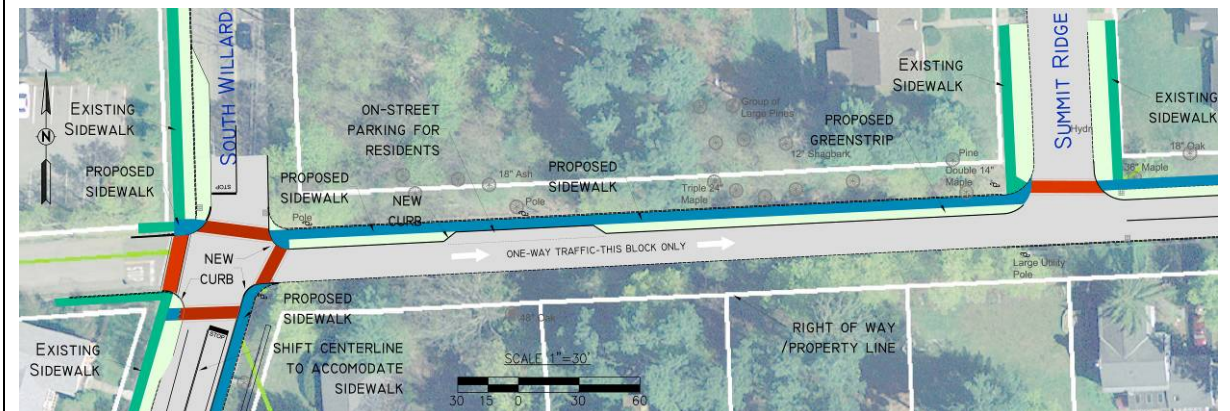 SOUTH WILLARD
SUMMIT RIDGE
EXISTING
SIDEWALK
PROPOSED
SIDEWALK
STOP
ON-STREET
PARKING FOR
RESIDENTS
PROPOSED
SIDEWALK
Pole
NEW
CURB
18" Ash
Pole
PROPOSED
SIDEWALK
Group of
Large Pines
12" Shagbark
Triple 24"
Maple
PROPOSED
GREENSTRIP
EXISTING
SIDEWALK
Pine
Double 14"
Maple
Hydr
EXISTING
SIDEWALK
18" Oak
36" Maple
N
ONE-WAY TRAFFIC-THIS BLOCK ONLY
NEW
CURB
PROPOSED
SIDEWALK
STOP
EXISTING
SIDEWALK
SHIFT CENTERLINE
TO ACCOMODATE
SIDEWALK
48" Oak
SCALE 1"=30'
30 15 0 30 60
RIGHT OF WAY
/PROPERTY LINE
Large Utility
Pole